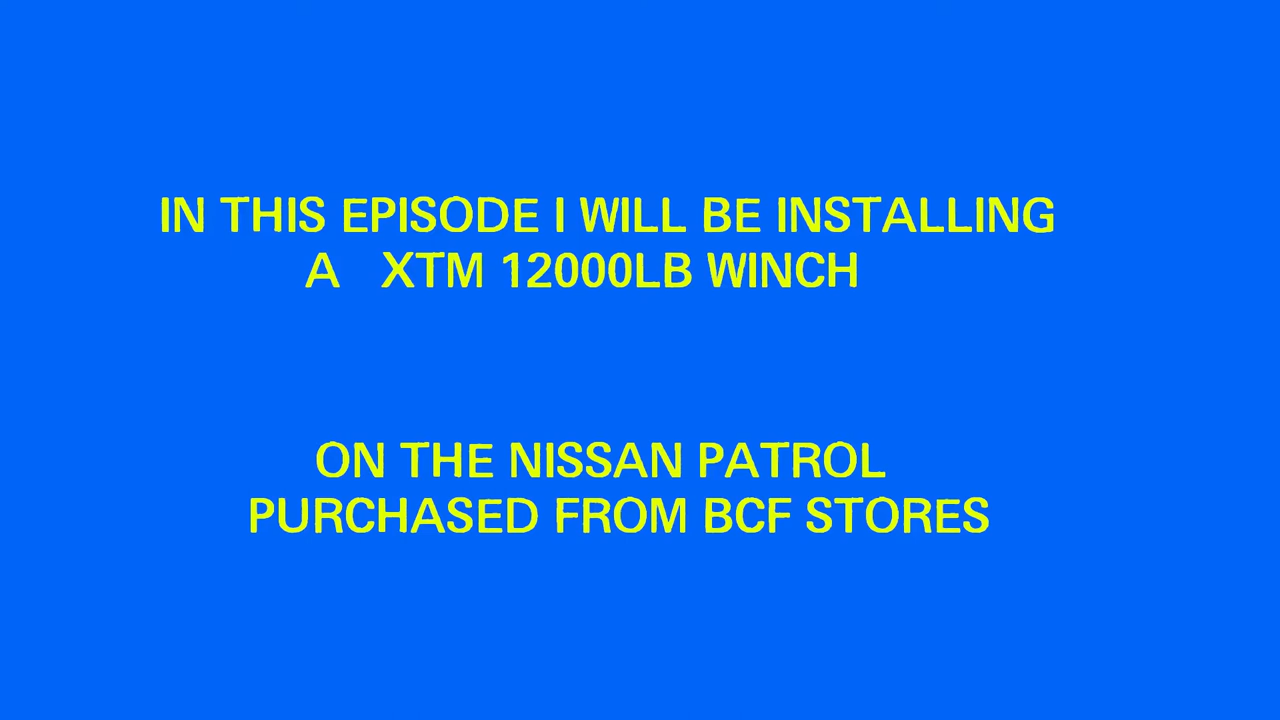 IN THIS EPISODE I WILL BE INSTALLING
A XTM 12000LB WINCH
ON THE NISSAN PATROL
PURCHASED FROM BCF STORES